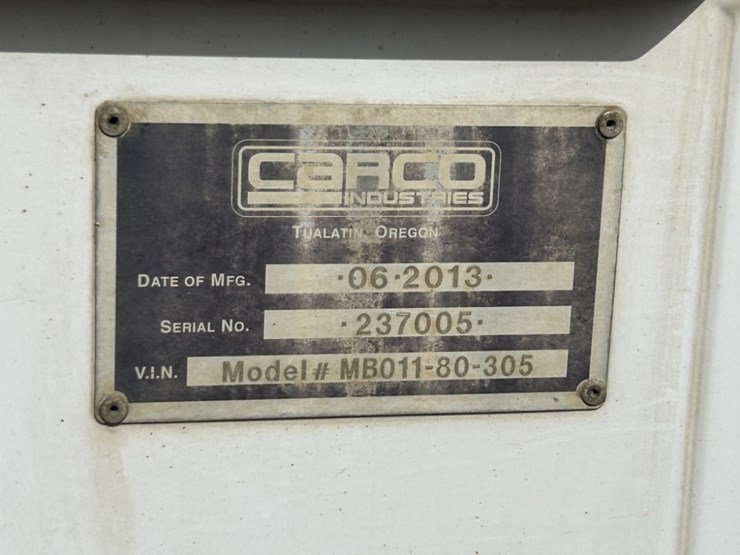 CARCO
INDUSTRIES
TUALATIN, OREGON
DATE OF MFG. ·06·2013·
SERIAL NO. ·237005·
V.I.N. Model# MB011-80-305